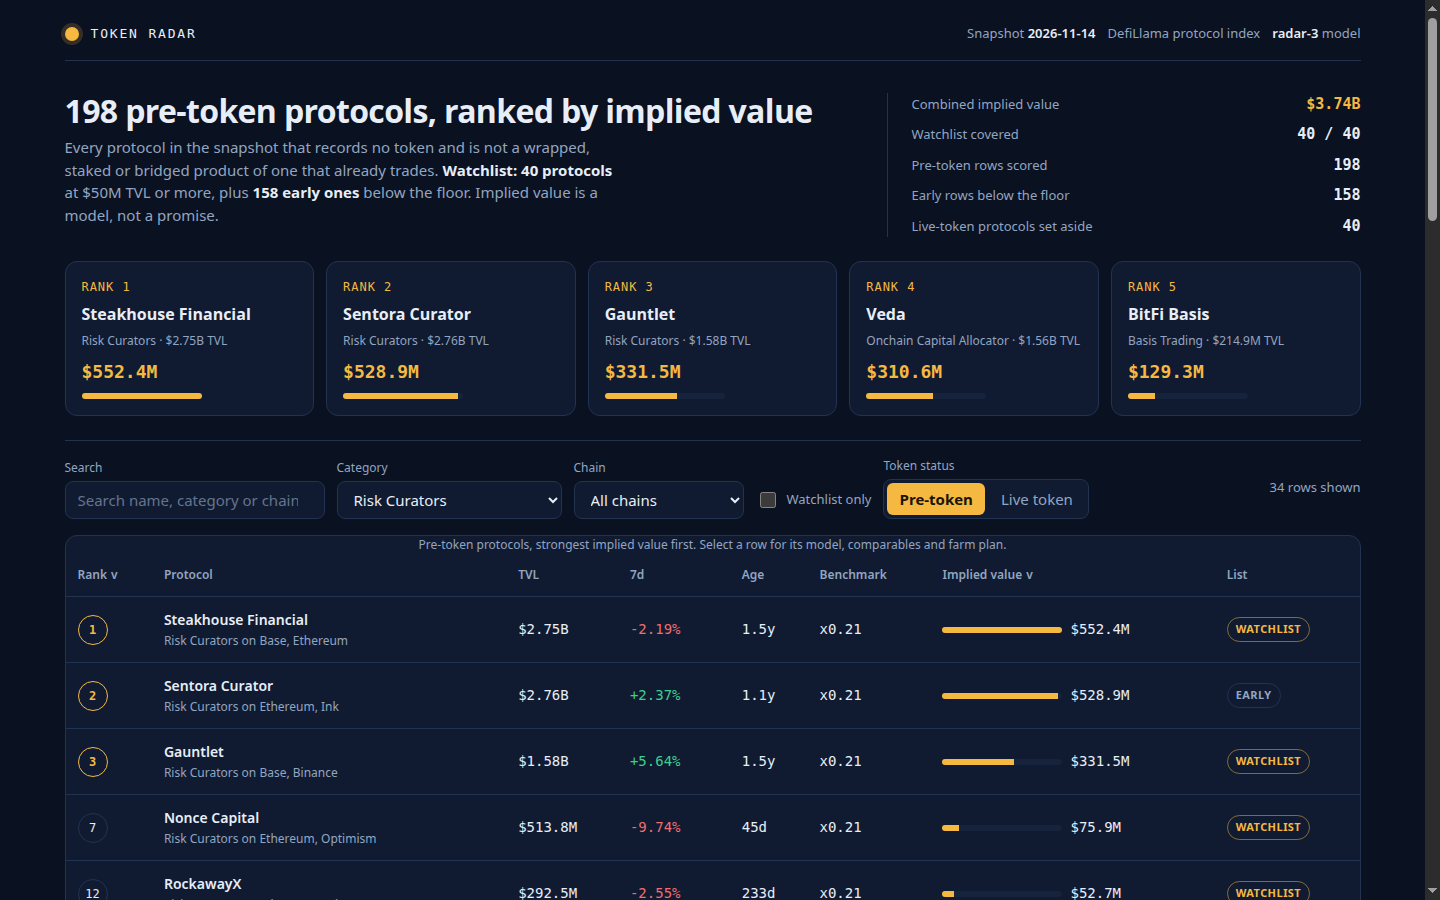 TOKEN RADAR
Snapshot 2026-11-14 DefiLlama protocol index radar-3 model
198 pre-token protocols, ranked by implied value
Every protocol in the snapshot that records no token and is not a wrapped,
staked or bridged product of one that already trades. Watchlist: 40 protocols
at $50M TVL or more, plus 158 early ones below the floor. Implied value is a
model, not a promise.
Combined implied value $3.74B
Watchlist covered 40 / 40
Pre-token rows scored 198
Early rows below the floor 158
Live-token protocols set aside 40
RANK 1
Steakhouse Financial
Risk Curators · $2.75B TVL
$552.4M
RANK 2
Sentora Curator
Risk Curators · $2.76B TVL
$528.9M
RANK 3
Gauntlet
Risk Curators · $1.58B TVL
$331.5M
RANK 4
Veda
Onchain Capital Allocator · $1.56B TVL
$310.6M
RANK 5
BitFi Basis
Basis Trading · $214.9M TVL
$129.3M
Search
Search name, category or chain
Category
Risk Curators
Chain
All chains
Watchlist only
Token status
Pre-token Live token
34 rows shown
Pre-token protocols, strongest implied value first. Select a row for its model, comparables and farm plan.
Rank v Protocol TVL 7d Age Benchmark Implied value v List
1 Steakhouse Financial $2.75B -2.19% 1.5y x0.21 $552.4M WATCHLIST
Risk Curators on Base, Ethereum
2 Sentora Curator $2.76B +2.37% 1.1y x0.21 $528.9M EARLY
Risk Curators on Ethereum, Ink
3 Gauntlet $1.58B +5.64% 1.5y x0.21 $331.5M WATCHLIST
Risk Curators on Base, Binance
7 Nonce Capital $513.8M -9.74% 45d x0.21 $75.9M WATCHLIST
Risk Curators on Ethereum, Optimism
12 RockawayX $292.5M -2.55% 233d x0.21 $52.7M WATCHLIST